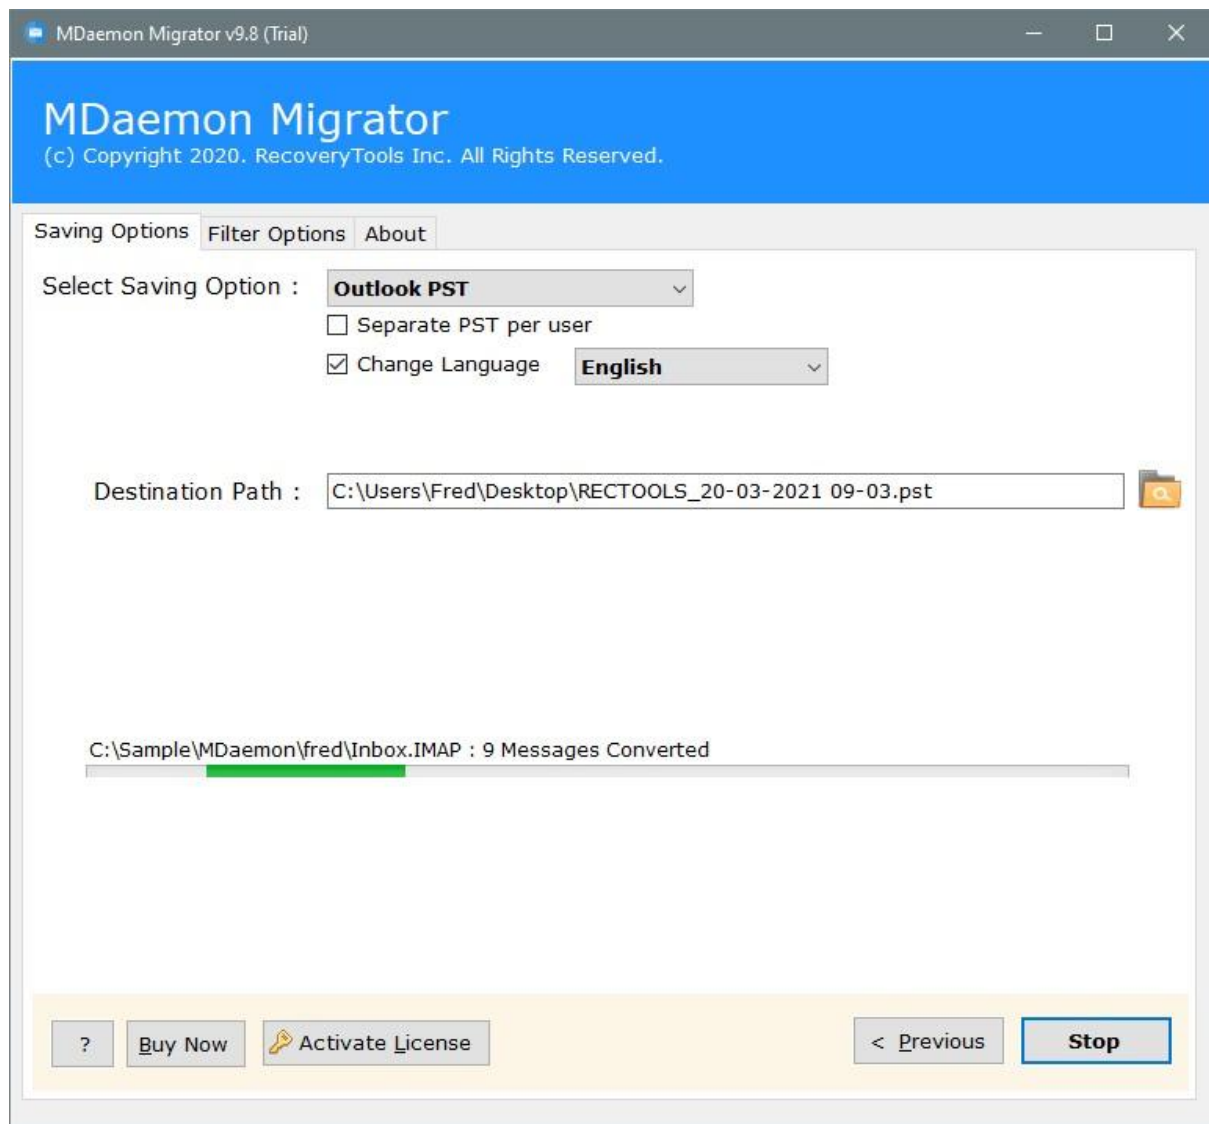 MDaemon Migrator v9.8 (Trial)
MDaemon Migrator
(c) Copyright 2020. RecoveryTools Inc. All Rights Reserved.
Saving Options Filter Options About
Select Saving Option : Outlook PST
Separate PST per user
Change Language English
Destination Path : C:\Users\Fred\Desktop\RECTOOLS_20-03-2021 09-03.pst
C:\Sample\MDaemon\fred\Inbox.IMAP : 9 Messages Converted
? Buy Now Activate License < Previous Stop